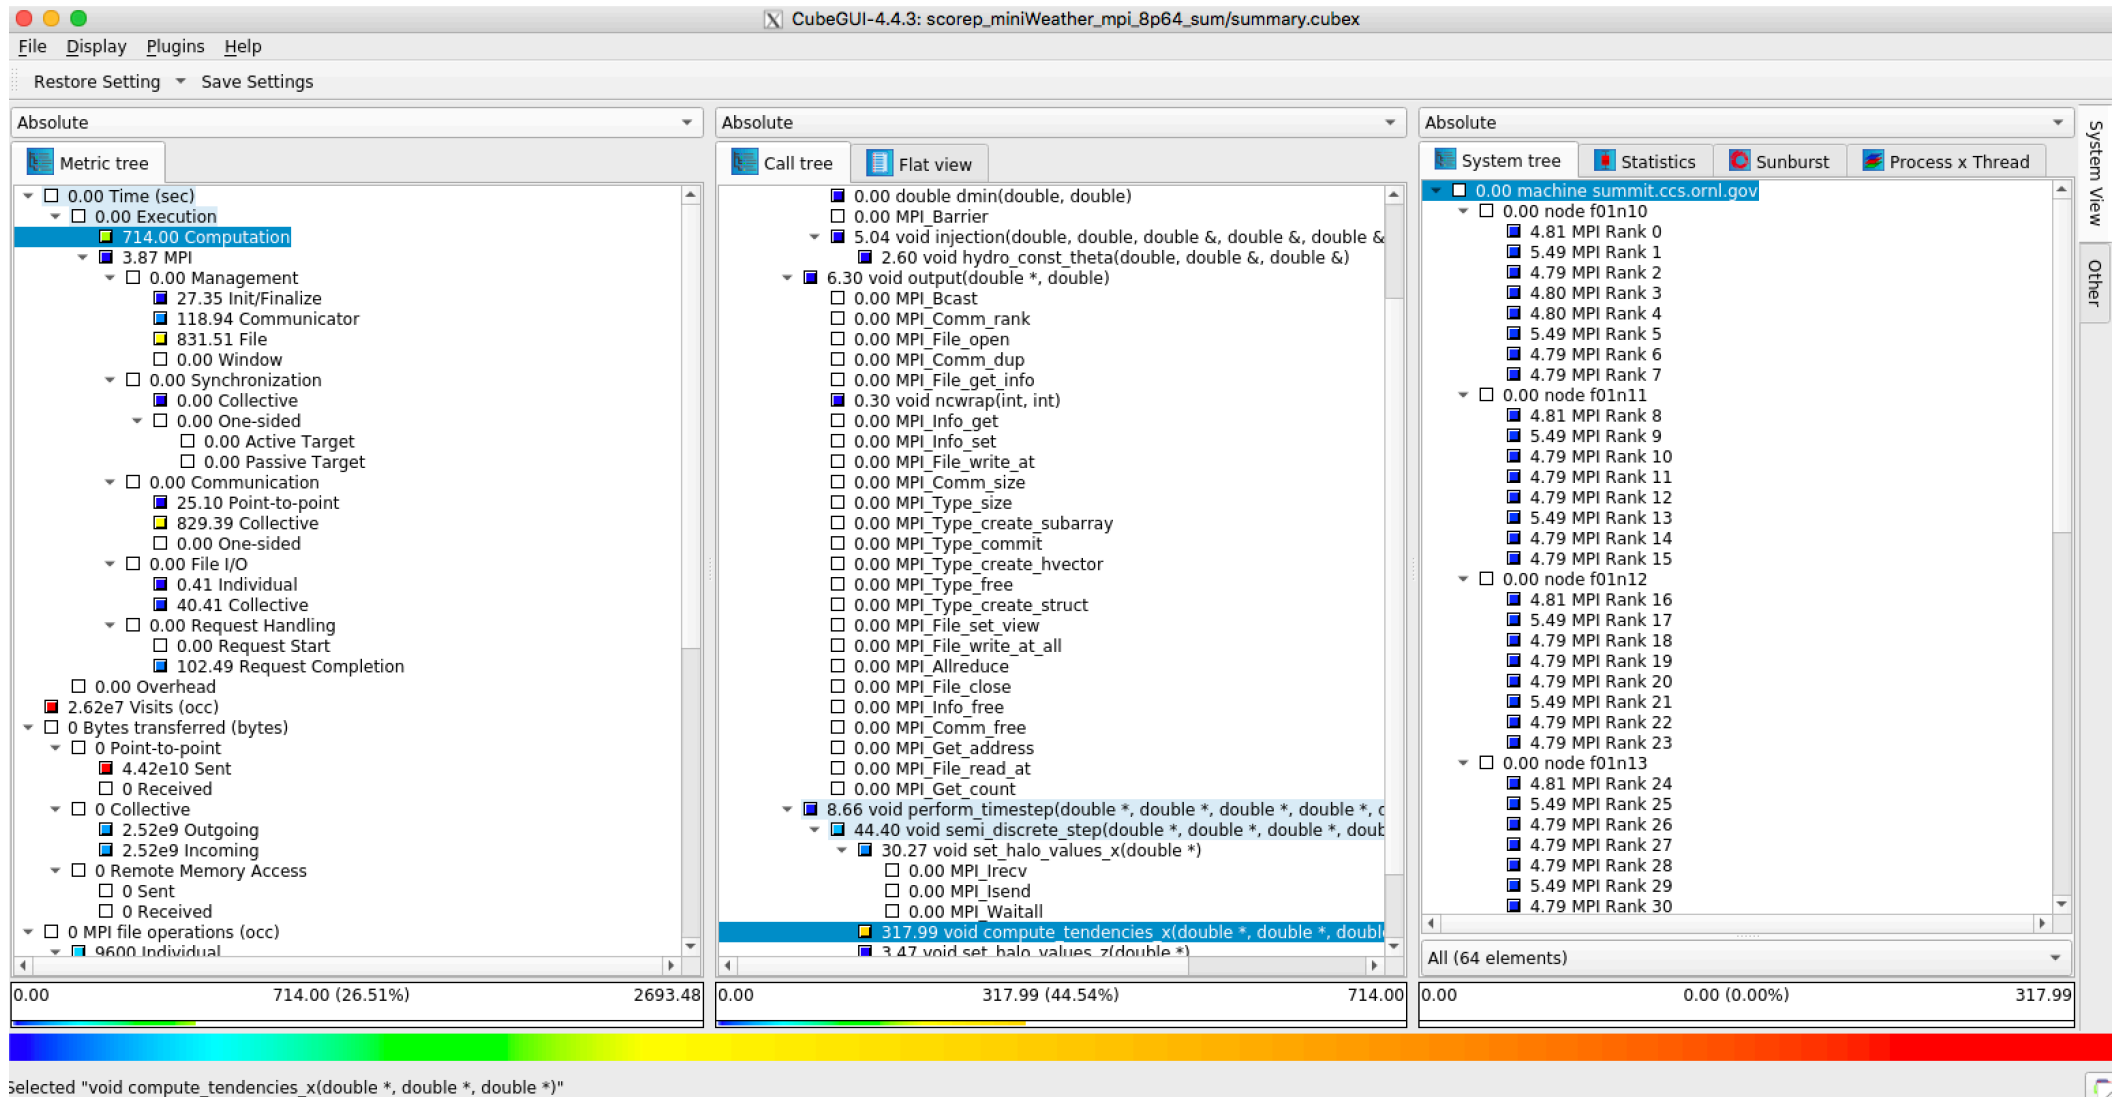 CubeGUI-4.4.3: scorep_miniWeather_mpi_8p64_sum/summary.cubex
File Display Plugins Help
Restore Setting Save Settings
Absolute
Metric tree
0.00 Time (sec)
0.00 Execution
714.00 Computation
3.87 MPI
0.00 Management
27.35 Init/Finalize
118.94 Communicator
831.51 File
0.00 Window
0.00 Synchronization
0.00 Collective
0.00 One-sided
0.00 Active Target
0.00 Passive Target
0.00 Communication
25.10 Point-to-point
829.39 Collective
0.00 One-sided
0.00 File I/O
0.41 Individual
40.41 Collective
0.00 Request Handling
0.00 Request Start
102.49 Request Completion
0.00 Overhead
2.62e7 Visits (occ)
0 Bytes transferred (bytes)
0 Point-to-point
4.42e10 Sent
0 Received
0 Collective
2.52e9 Outgoing
2.52e9 Incoming
0 Remote Memory Access
0 Sent
0 Received
0 MPI file operations (occ)
9600 Individual
0.00 714.00 (26.51%) 2693.48
Absolute
Call tree Flat view
0.00 double dmin(double, double)
0.00 MPI_Barrier
5.04 void injection(double, double, double &, double &, double &
2.60 void hydro_const_theta(double, double &, double &)
6.30 void output(double *, double)
0.00 MPI_Bcast
0.00 MPI_Comm_rank
0.00 MPI_File_open
0.00 MPI_Comm_dup
0.00 MPI_File_get_info
0.30 void ncwrap(int, int)
0.00 MPI_Info_get
0.00 MPI_Info_set
0.00 MPI_File_write_at
0.00 MPI_Comm_size
0.00 MPI_Type_size
0.00 MPI_Type_create_subarray
0.00 MPI_Type_commit
0.00 MPI_Type_create_hvector
0.00 MPI_Type_free
0.00 MPI_Type_create_struct
0.00 MPI_File_set_view
0.00 MPI_File_write_at_all
0.00 MPI_Allreduce
0.00 MPI_File_close
0.00 MPI_Info_free
0.00 MPI_Comm_free
0.00 MPI_Get_address
0.00 MPI_File_read_at
0.00 MPI_Get_count
8.66 void perform_timestep(double *, double *, double *, double *, d
44.40 void semi_discrete_step(double *, double *, double *, doub
30.27 void set_halo_values_x(double *)
0.00 MPI_Irecv
0.00 MPI_Isend
0.00 MPI_Waitall
317.99 void compute_tendencies_x(double *, double *, doubl
3.47 void set_halo_values_z(double *)
0.00 317.99 (44.54%) 714.00
Absolute
System tree Statistics Sunburst Process x Thread
0.00 machine summit.ccs.ornl.gov
0.00 node f01n10
4.81 MPI Rank 0
5.49 MPI Rank 1
4.79 MPI Rank 2
4.80 MPI Rank 3
4.80 MPI Rank 4
5.49 MPI Rank 5
4.79 MPI Rank 6
4.79 MPI Rank 7
0.00 node f01n11
4.81 MPI Rank 8
5.49 MPI Rank 9
4.79 MPI Rank 10
4.79 MPI Rank 11
4.79 MPI Rank 12
5.49 MPI Rank 13
4.79 MPI Rank 14
4.79 MPI Rank 15
0.00 node f01n12
4.81 MPI Rank 16
5.49 MPI Rank 17
4.79 MPI Rank 18
4.79 MPI Rank 19
4.79 MPI Rank 20
5.49 MPI Rank 21
4.79 MPI Rank 22
4.79 MPI Rank 23
0.00 node f01n13
4.81 MPI Rank 24
5.49 MPI Rank 25
4.79 MPI Rank 26
4.79 MPI Rank 27
4.79 MPI Rank 28
5.49 MPI Rank 29
4.79 MPI Rank 30
All (64 elements)
0.00 0.00 (0.00%) 317.99
System View
Other
Selected "void compute_tendencies_x(double *, double *, double *)"